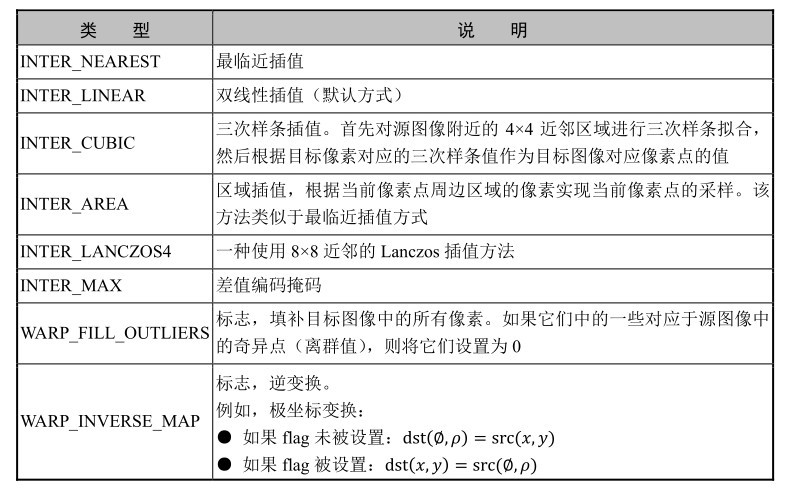 类 型 说 明
INTER_NEAREST 最临近插值
INTER_LINEAR 双线性插值（默认方式）
INTER_CUBIC 三次样条插值。首先对源图像附近的 4×4 近邻区域进行三次样条拟合，
然后根据目标像素对应的三次样条值作为目标图像对应像素点的值
INTER_AREA 区域插值，根据当前像素点周边区域的像素实现当前像素点的采样。该
方法类似于最临近插值方式
INTER_LANCZOS4 一种使用 8×8 近邻的 Lanczos 插值方法
INTER_MAX 差值编码掩码
WARP_FILL_OUTLIERS 标志，填补目标图像中的所有像素。如果它们中的一些对应于源图像中
的奇异点（离群值），则将它们设置为 0
WARP_INVERSE_MAP 标志，逆变换。
例如，极坐标变换：
● 如果 flag 未被设置：dst(∅, ρ) = src(x, y)
● 如果 flag 被设置：dst(x, y) = src(∅, ρ)